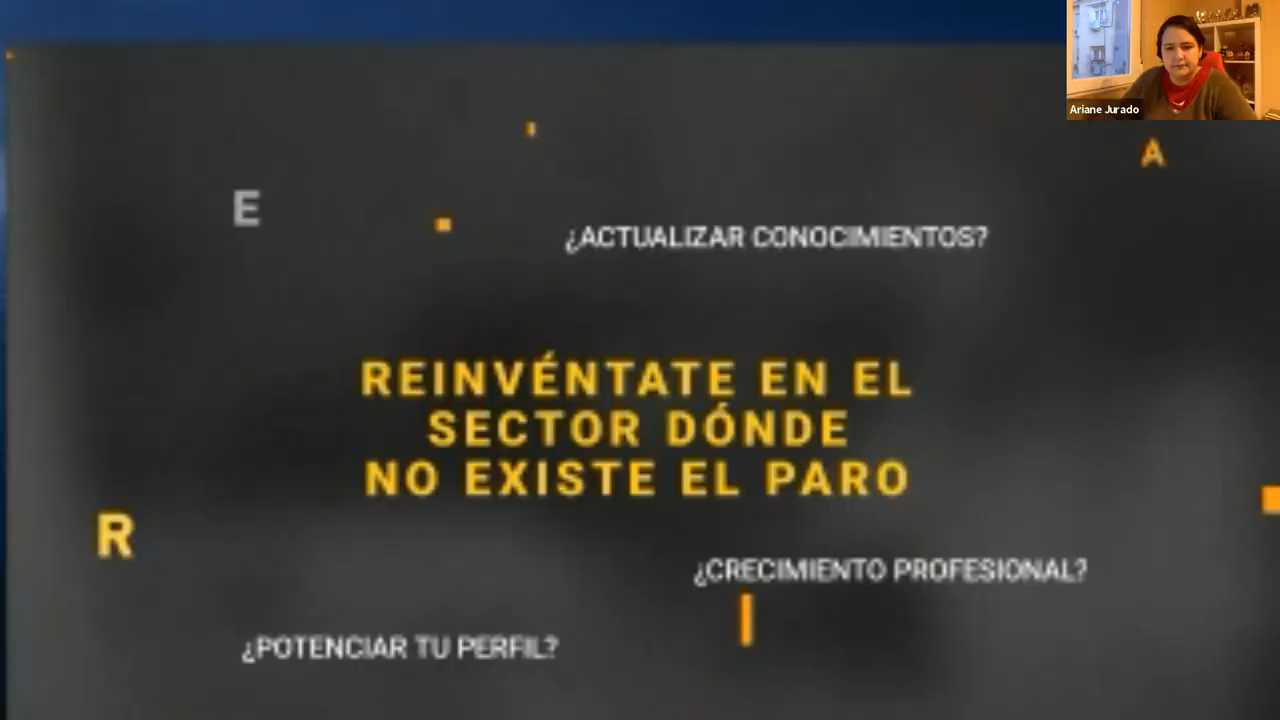 Ariane Jurado
A
E
¿ACTUALIZAR CONOCIMIENTOS?
REINVÉNTATE EN EL
SECTOR DÓNDE
NO EXISTE EL PARO
R
¿CRECIMIENTO PROFESIONAL?
¿POTENCIAR TU PERFIL?